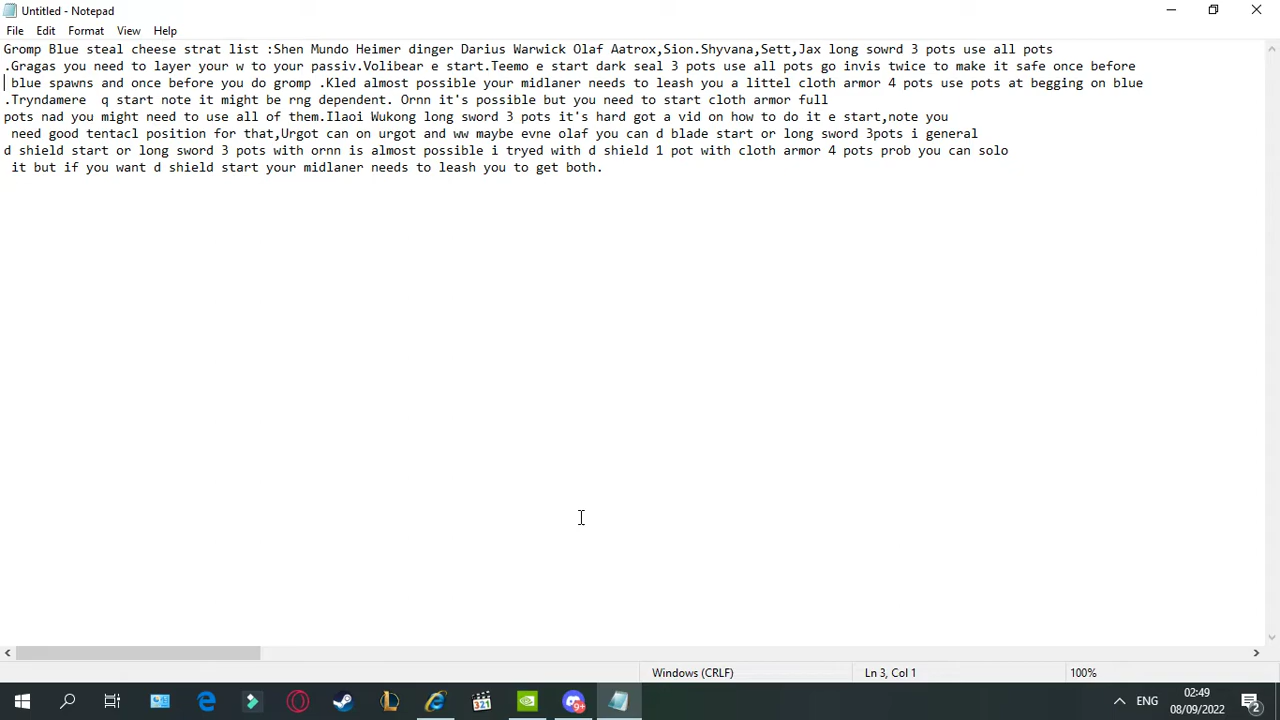 Untitled - Notepad
File Edit Format View Help
Gromp Blue steal cheese strat list :Shen Mundo Heimer dinger Darius Warwick Olaf Aatrox,Sion.Shyvana,Sett,Jax long sowrd 3 pots use all pots
.Gragas you need to layer your w to your passiv.Volibear e start.Teemo e start dark seal 3 pots use all pots go invis twice to make it safe once before
blue spawns and once before you do gromp .Kled almost possible your midlaner needs to leash you a littel cloth armor 4 pots use pots at begging on blue
.Tryndamere  q start note it might be rng dependent. Ornn it's possible but you need to start cloth armor full
pots nad you might need to use all of them.Ilaoi Wukong long sword 3 pots it's hard got a vid on how to do it e start,note you
need good tentacl position for that,Urgot can on urgot and ww maybe evne olaf you can d blade start or long sword 3pots i general
d shield start or long sword 3 pots with ornn is almost possible i tryed with d shield 1 pot with cloth armor 4 pots prob you can solo
it but if you want d shield start your midlaner needs to leash you to get both.
Windows (CRLF) Ln 3, Col 1 100%
321 9+ ENG 02:49 08/09/2022 2